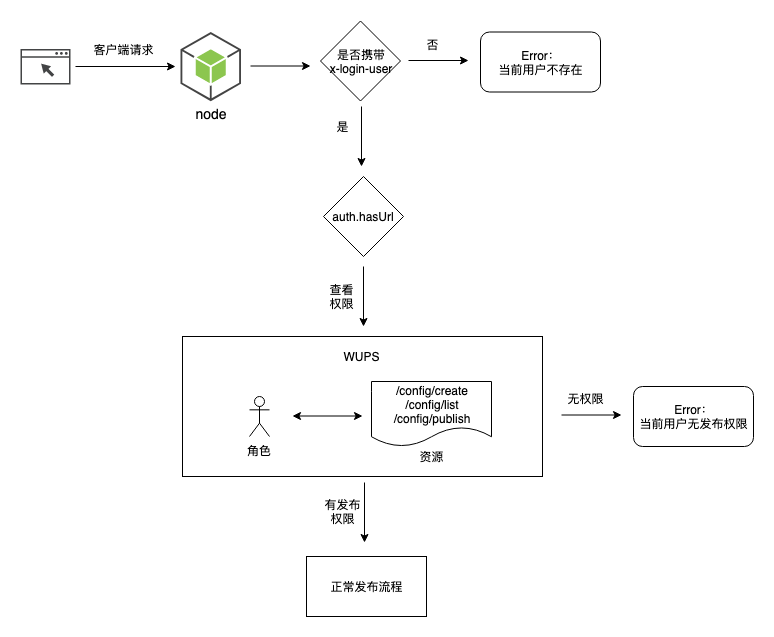 客户端请求
node
是否携带
x-login-user
否
Error：
当前用户不存在
是
auth.hasUrl
查看
权限
WUPS
/config/create
/config/list
/config/publish
角色
资源
无权限
Error：
当前用户无发布权限
有发布
权限
正常发布流程